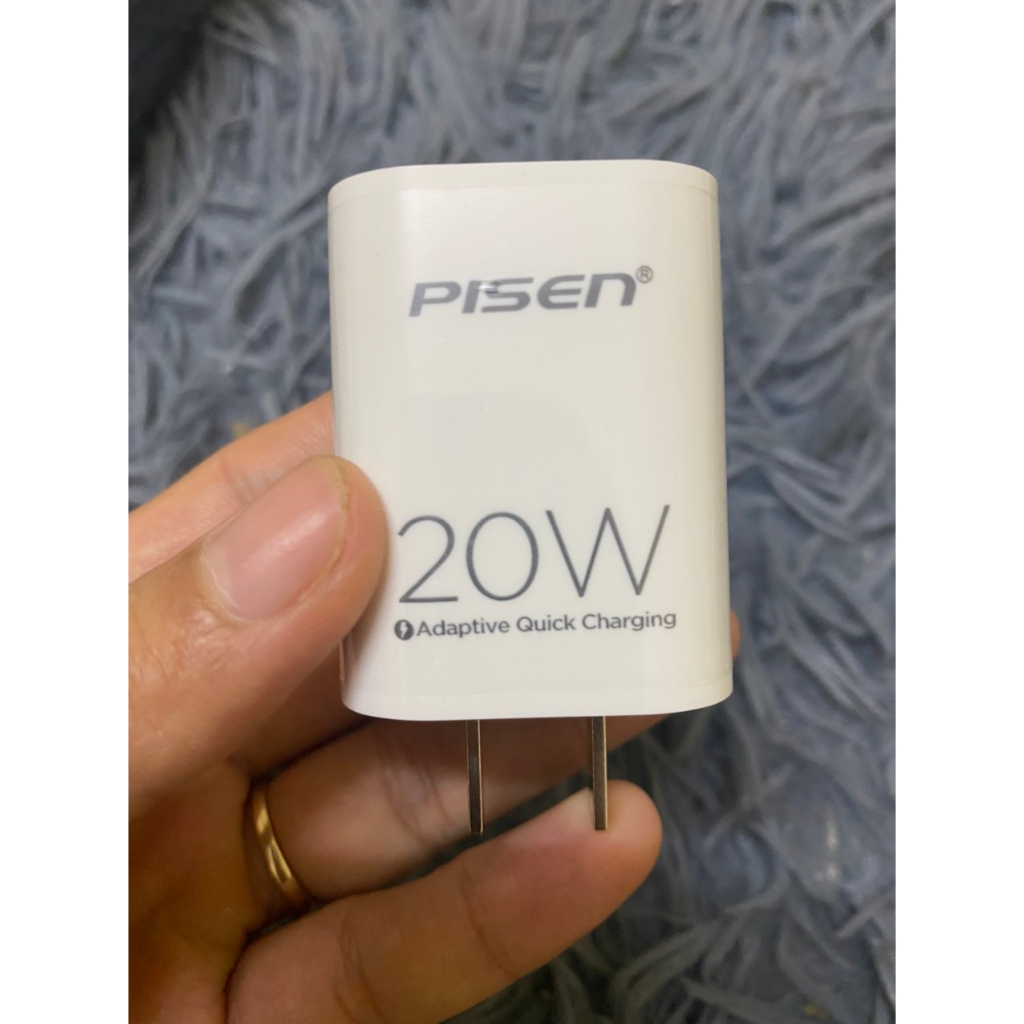 PISEN®
20W
Adaptive Quick Charging